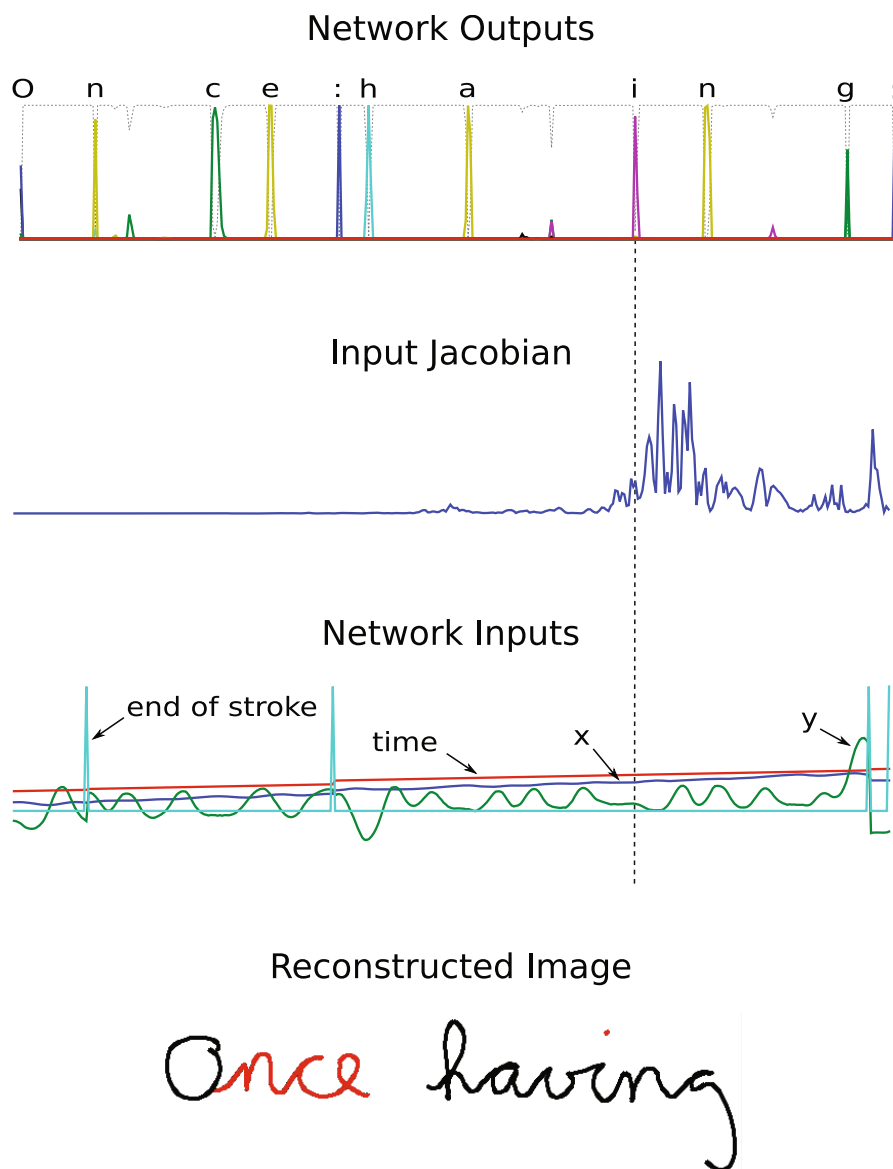 Network Outputs
O n c e : h a i n g :
Input Jacobian
Network Inputs
end of stroke
time
x
y
Reconstructed Image
Once having